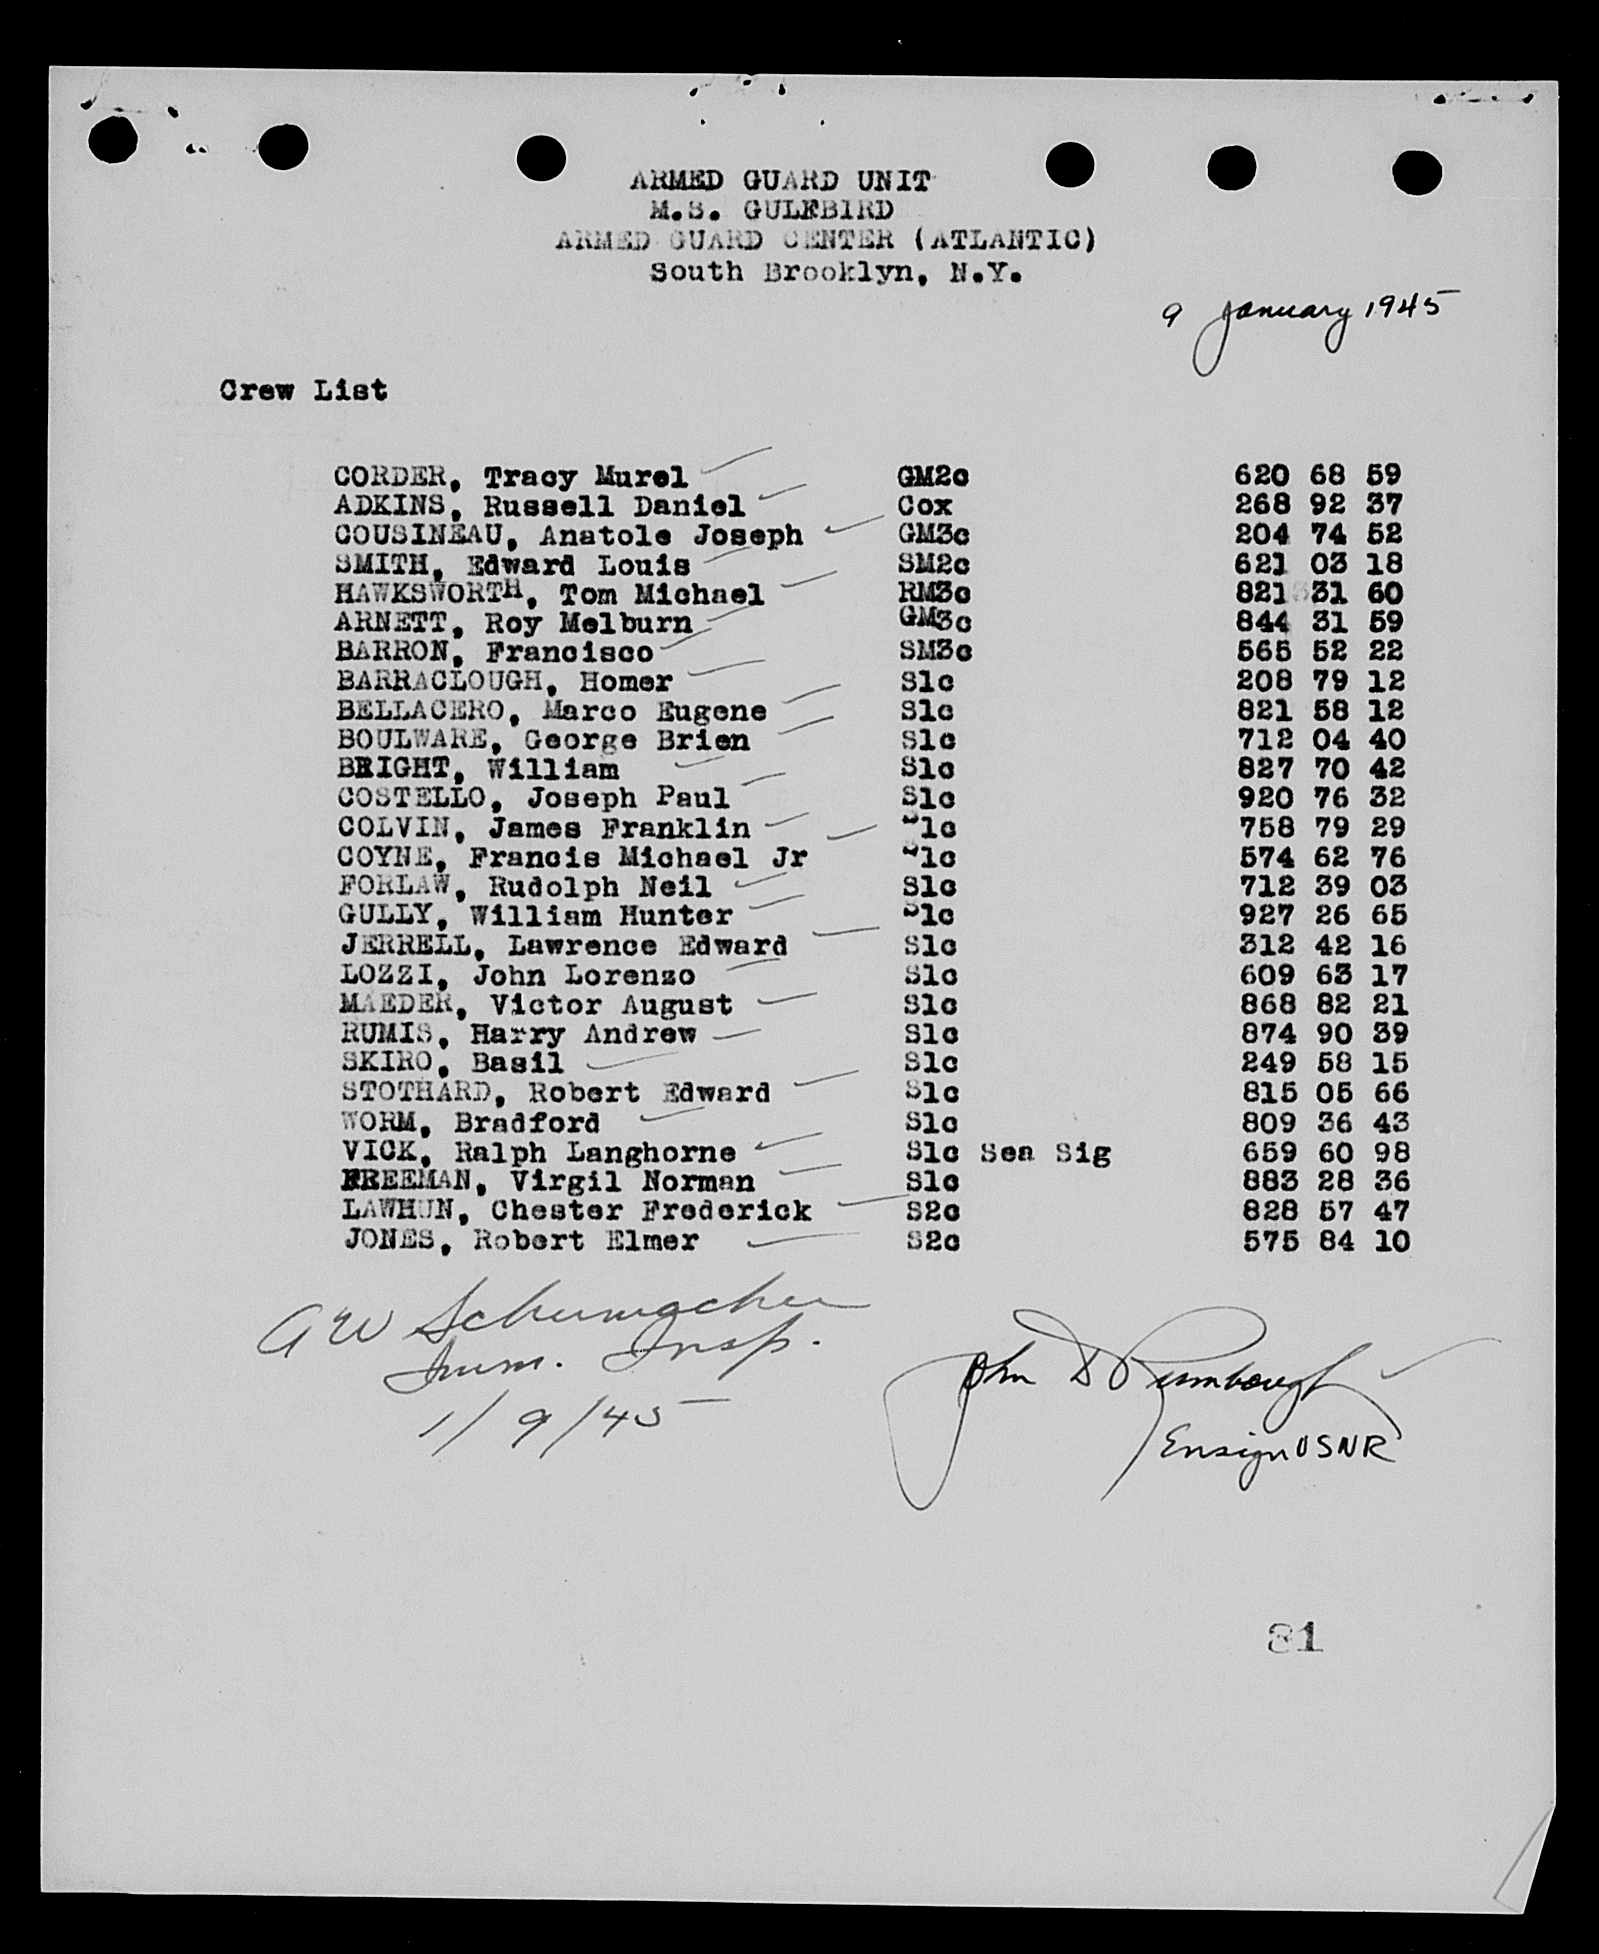 ARMED GUARD UNIT
M.S. GULFBIRD
ARMED GUARD CENTER (ATLANTIC)
South Brooklyn, N.Y.
9 January 1945
Crew List
CORDER, Tracy Murel GM2c 620 68 59
ADKINS, Russell Daniel Cox 268 92 37
COUSINEAU, Anatole Joseph GM3c 204 74 52
SMITH, Edward Louis SM2c 621 03 18
HAWKSWORTH, Tom Michael RM3c 821 31 60
ARNETT, Roy Melburn GM3c 844 31 59
BARRON, Francisco SM3c 565 52 22
BARRACLOUGH, Homer S1c 208 79 12
BELLACERO, Marco Eugene S1c 821 58 12
BOULWARE, George Brien S1c 712 04 40
BRIGHT, William S1c 827 70 42
COSTELLO, Joseph Paul S1c 920 76 32
COLVIN, James Franklin S1c 758 79 29
COYNE, Francis Michael Jr S1c 574 62 76
FORLAW, Rudolph Neil S1c 712 39 03
GULLY, William Hunter S1c 927 26 65
JERRELL, Lawrence Edward S1c 312 42 16
LOZZI, John Lorenzo S1c 609 63 17
MAEDER, Victor August S1c 868 82 21
RUMIS, Harry Andrew S1c 874 90 39
SKIRO, Basil S1c 249 58 15
STOTHARD, Robert Edward S1c 815 05 66
WORM, Bradford S1c 809 36 43
VICK, Ralph Langhorne S1c Sea Sig 659 60 98
FREEMAN, Virgil Norman S1c 883 28 36
LAWHUN, Chester Frederick S2c 828 57 47
JONES, Robert Elmer S2c 575 84 10
A W Schumacher
Imm. Insp.
1/9/45
John D
Ensign USNR
31